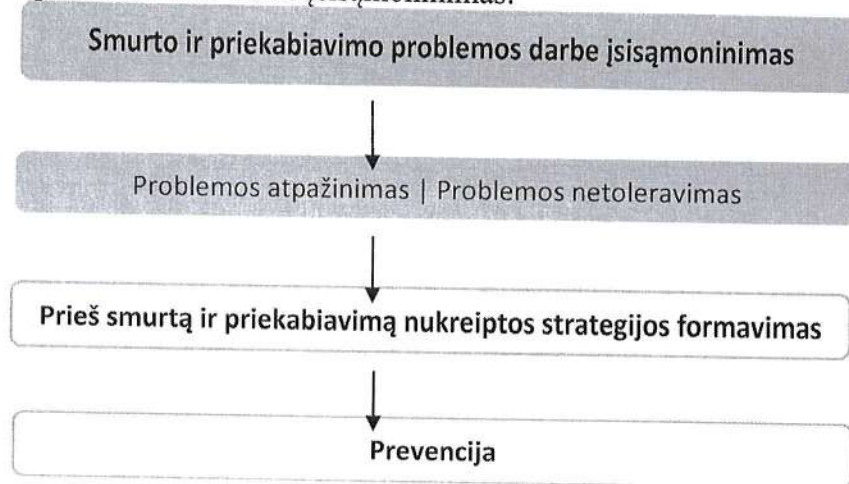 Smurto ir priekabiavimo problemos darbe įsisąmoninimas
Problemos atpažinimas | Problemos netoleravimas
Prieš smurtą ir priekabiavimą nukreiptos strategijos formavimas
Prevencija